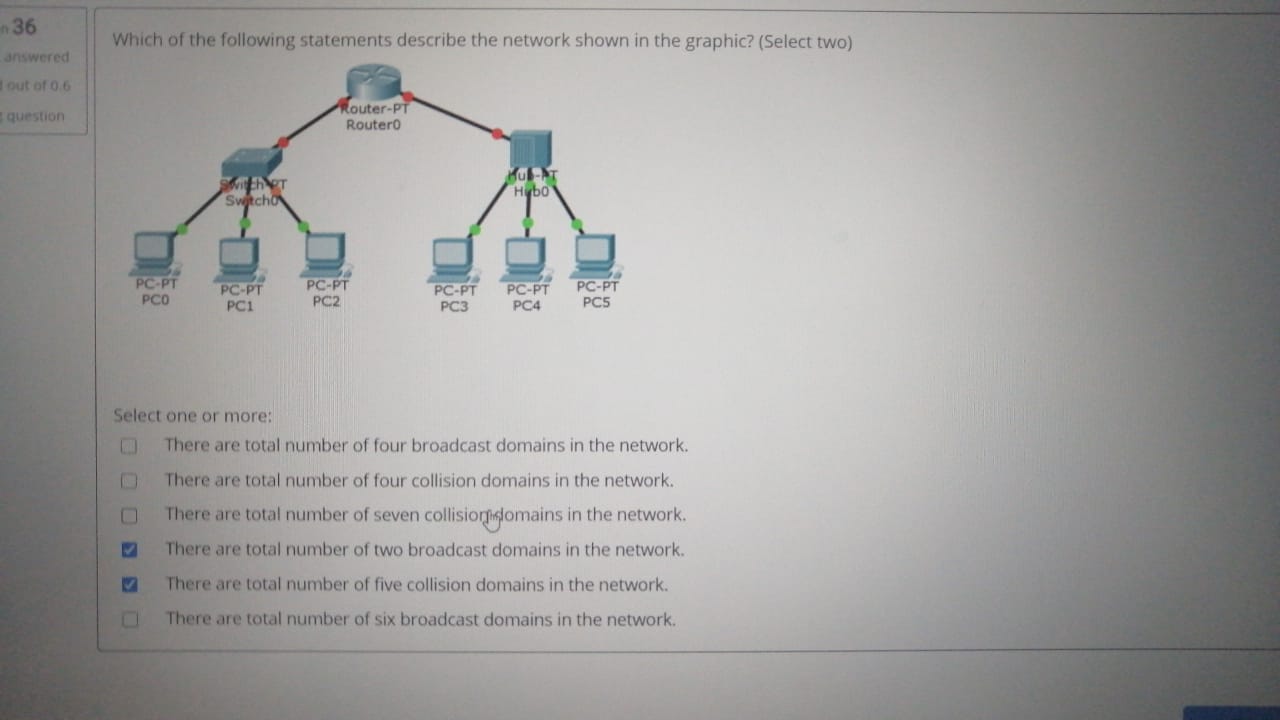 36
answered
out of 0.6
question
Which of the following statements describe the network shown in the graphic? (Select two)
Router-PT
Router0
Switch-PT
Switch0
Hub-PT
Hub0
PC-PT
PC0
PC-PT
PC1
PC-PT
PC2
PC-PT
PC3
PC-PT
PC4
PC-PT
PC5
Select one or more:
There are total number of four broadcast domains in the network.
There are total number of four collision domains in the network.
There are total number of seven collision domains in the network.
There are total number of two broadcast domains in the network.
There are total number of five collision domains in the network.
There are total number of six broadcast domains in the network.